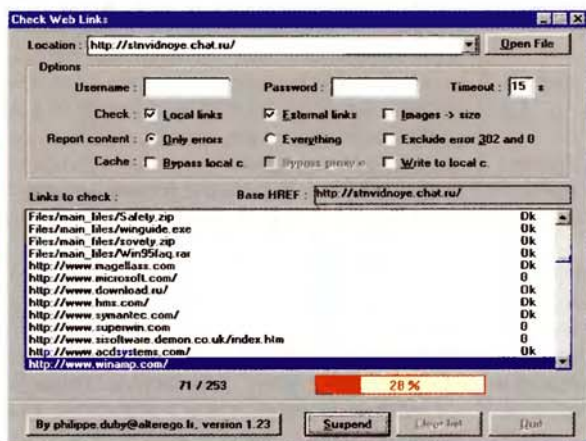 Check Web Links
Location : http://stnvidnoye.chat.ru/ Open File
Options
Username : Password : Timeout : 15 s
Check : Local links External links Images -> size
Report content : Only errors Everything Exclude error 302 and 0
Cache : Bypass local c. Bypass proxy c. Write to local c.
Links to check : Base HREF : http://stnvidnoye.chat.ru/
Files/main_files/Safety.zip Ok
Files/main_files/winguide.exe Ok
Files/main_files/sovety.zip Ok
Files/main_files/Win95faq.rar Ok
http://www.magellass.com Ok
http://www.microsoft.com/ 0
http://www.download.ru/ Ok
http://www.hms.com/ Ok
http://www.symantec.com/ Ok
http://www.superwin.com 0
http://www.sisoftware.demon.co.uk/index.htm 0
http://www.acdsystems.com/ Ok
http://www.winamp.com/
71 / 253 28 %
By philippe.duby@alterego.li, version 1.23 Suspend Clear list Quit